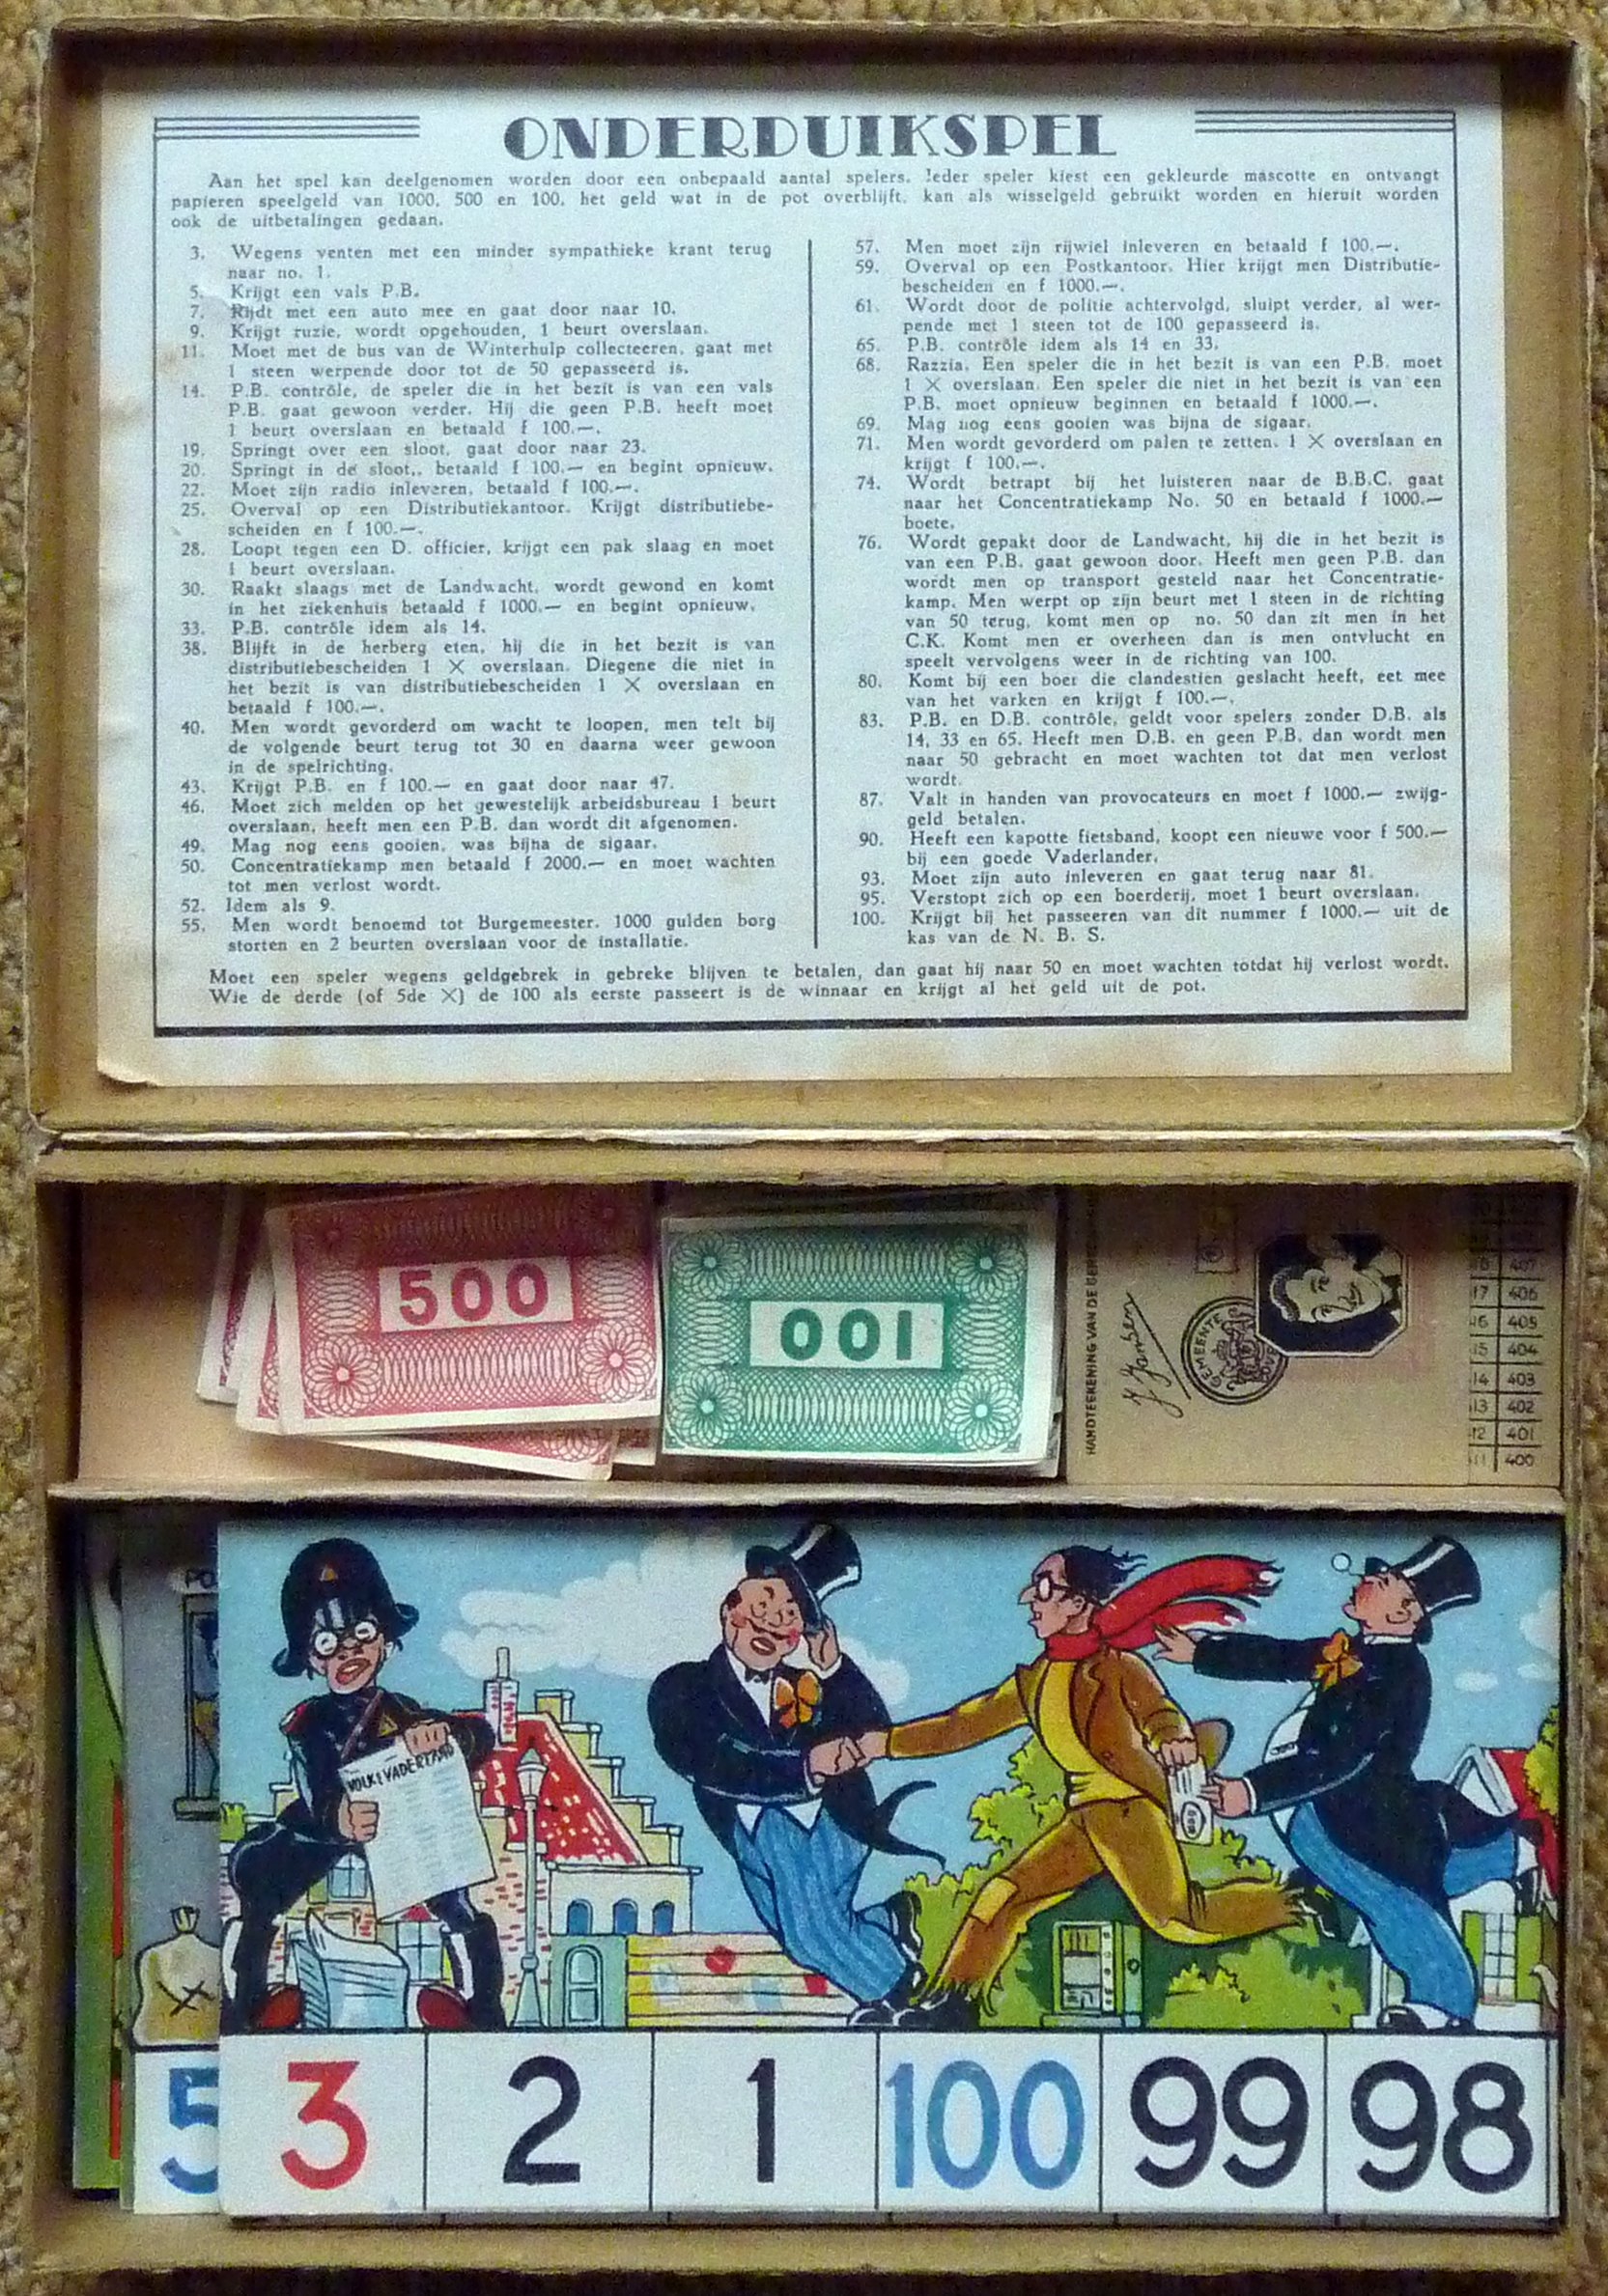 ONDERDUIKSPEL
Aan het spel kan deelgenomen worden door een onbepaald aantal spelers. Ieder speler kiest een gekleurde mascotte en ontvangt
papieren speelgeld van 1000, 500 en 100, het geld wat in de pot overblijft, kan als wisselgeld gebruikt worden en hieruit worden
ook de uitbetalingen gedaan.
3. Wegens venten met een minder sympathieke krant terug
naar no. 1.
5. Krijgt een vals P.B.
7. Rijdt met een auto mee en gaat door naar 10.
9. Krijgt ruzie, wordt opgehouden, 1 beurt overslaan.
11. Moet met de bus van de Winterhulp collecteeren, gaat met
1 steen werpende door tot de 50 gepasseerd is.
14. P.B. contrôle, de speler die in het bezit is van een vals
P.B. gaat gewoon verder. Hij die geen P.B. heeft moet
1 beurt overslaan en betaald f 100.—.
19. Springt over een sloot, gaat door naar 23.
20. Springt in de sloot,. betaald f 100.— en begint opnieuw.
22. Moet zijn radio inleveren, betaald f 100.—.
25. Overval op een Distributiekantoor. Krijgt distributiebe-
scheiden en f 100.—.
28. Loopt tegen een D. officier, krijgt een pak slaag en moet
1 beurt overslaan.
30. Raakt slaags met de Landwacht, wordt gewond en komt
in het ziekenhuis betaald f 1000.— en begint opnieuw.
33. P.B. contrôle idem als 14.
38. Blijft in de herberg eten, hij die in het bezit is van
distributiebescheiden 1 X overslaan. Diegene die niet in
het bezit is van distributiebescheiden 1 X overslaan en
betaald f 100.—.
40. Men wordt gevorderd om wacht te loopen, men telt bij
de volgende beurt terug tot 30 en daarna weer gewoon
in de spelrichting.
43. Krijgt P.B. en f 100.— en gaat door naar 47.
46. Moet zich melden op het gewestelijk arbeidsbureau 1 beurt
overslaan, heeft men een P.B. dan wordt dit afgenomen.
49. Mag nog eens gooien, was bijna de sigaar.
50. Concentratiekamp men betaald f 2000.— en moet wachten
tot men verlost wordt.
52. Idem als 9.
55. Men wordt benoemd tot Burgemeester. 1000 gulden borg
storten en 2 beurten overslaan voor de installatie.
57. Men moet zijn rijwiel inleveren en betaald f 100.—.
59. Overval op een Postkantoor. Hier krijgt men Distributie-
bescheiden en f 1000.—.
61. Wordt door de politie achtervolgd, sluipt verder, al wer-
pende met 1 steen tot de 100 gepasseerd is.
65. P.B. contrôle idem als 14 en 33.
68. Razzia. Een speler die in het bezit is van een P.B. moet
1 X overslaan. Een speler die niet in het bezit is van een
P.B. moet opnieuw beginnen en betaald f 1000.—.
69. Mag nog eens gooien was bijna de sigaar.
71. Men wordt gevorderd om palen te zetten. 1 X overslaan en
krijgt f 100.—.
74. Wordt betrapt bij het luisteren naar de B.B.C. gaat
naar het Concentratiekamp No. 50 en betaald f 1000.—
boete.
76. Wordt gepakt door de Landwacht, hij die in het bezit is
van een P.B. gaat gewoon door. Heeft men geen P.B. dan
wordt men op transport gesteld naar het Concentratie-
kamp. Men werpt op zijn beurt met 1 steen in de richting
van 50 terug, komt men op no. 50 dan zit men in het
C.K. Komt men er overheen dan is men ontvlucht en
speelt vervolgens weer in de richting van 100.
80. Komt bij een boer die clandestien geslacht heeft, eet mee
van het varken en krijgt f 100.—.
83. P.B. en D.B. contrôle, geldt voor spelers zonder D.B. als
14, 33 en 65. Heeft men D.B. en geen P.B. dan wordt men
naar 50 gebracht en moet wachten tot dat men verlost
wordt.
87. Valt in handen van provocateurs en moet f 1000.— zwijg-
geld betalen.
90. Heeft een kapotte fietsband, koopt een nieuwe voor f 500.—
bij een goede Vaderlander.
93. Moet zijn auto inleveren en gaat terug naar 81.
95. Verstopt zich op een boerderij, moet 1 beurt overslaan.
100. Krijgt bij het passeeren van dit nummer f 1000.— uit de
kas van de N. B. S.
Moet een speler wegens geldgebrek in gebreke blijven te betalen, dan gaat hij naar 50 en moet wachten totdat hij verlost wordt.
Wie de derde (of 5de X) de 100 als eerste passeert is de winnaar en krijgt al het geld uit de pot.
500
100
HANDTEEKENING VAN DE
J Jansen
GEMEENTE
407
17 406
16 405
15 404
14 403
13 402
12 401
11 400
PO
VOLK & VADERLAND
5
3 2 1 100 99 98